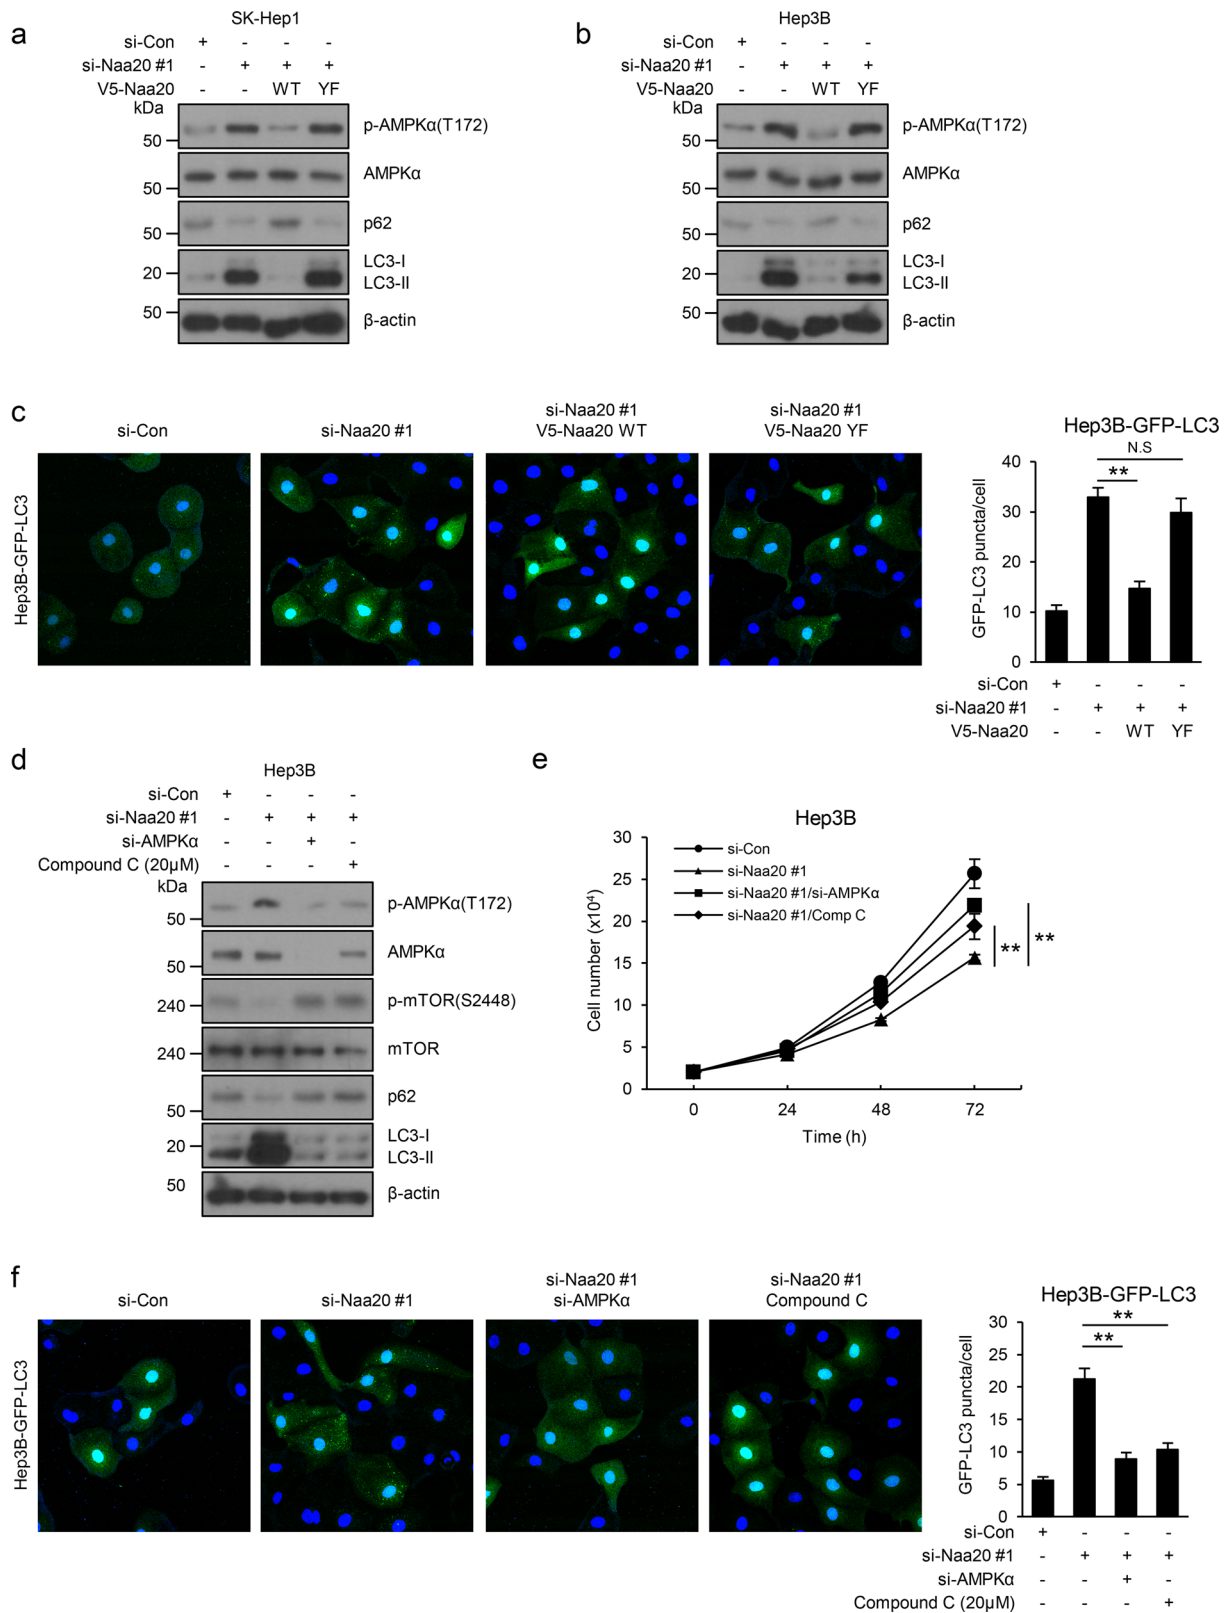 a
SK-Hep1
si-Con + - - -
si-Naa20 #1 - + + +
V5-Naa20 - - WT YF
kDa
50
p-AMPKα(T172)
50
AMPKα
50
p62
20
LC3-I
LC3-II
50
β-actin
b
Hep3B
si-Con + - - -
si-Naa20 #1 - + + +
V5-Naa20 - - WT YF
kDa
50
p-AMPKα(T172)
50
AMPKα
50
p62
20
LC3-I
LC3-II
50
β-actin
c
si-Con
si-Naa20 #1
si-Naa20 #1
V5-Naa20 WT
si-Naa20 #1
V5-Naa20 YF
Hep3B-GFP-LC3
Hep3B-GFP-LC3
N.S
**
GFP-LC3 puncta/cell
40
30
20
10
0
si-Con + - - -
si-Naa20 #1 - + + +
V5-Naa20 - - WT YF
d
Hep3B
si-Con + - - -
si-Naa20 #1 - + + +
si-AMPKα - - + -
Compound C (20μM) - - - +
kDa
50
p-AMPKα(T172)
50
AMPKα
240
p-mTOR(S2448)
240
mTOR
50
p62
20
LC3-I
LC3-II
50
β-actin
e
Hep3B
si-Con
si-Naa20 #1
si-Naa20 #1/si-AMPKα
si-Naa20 #1/Comp C
Cell number (x10⁴)
30
25
20
15
10
5
0
** **
0 24 48 72
Time (h)
f
si-Con
si-Naa20 #1
si-Naa20 #1
si-AMPKα
si-Naa20 #1
Compound C
Hep3B-GFP-LC3
Hep3B-GFP-LC3
**
**
GFP-LC3 puncta/cell
30
25
20
15
10
5
0
si-Con + - - -
si-Naa20 #1 - + + +
si-AMPKα - - + -
Compound C (20μM) - - - +